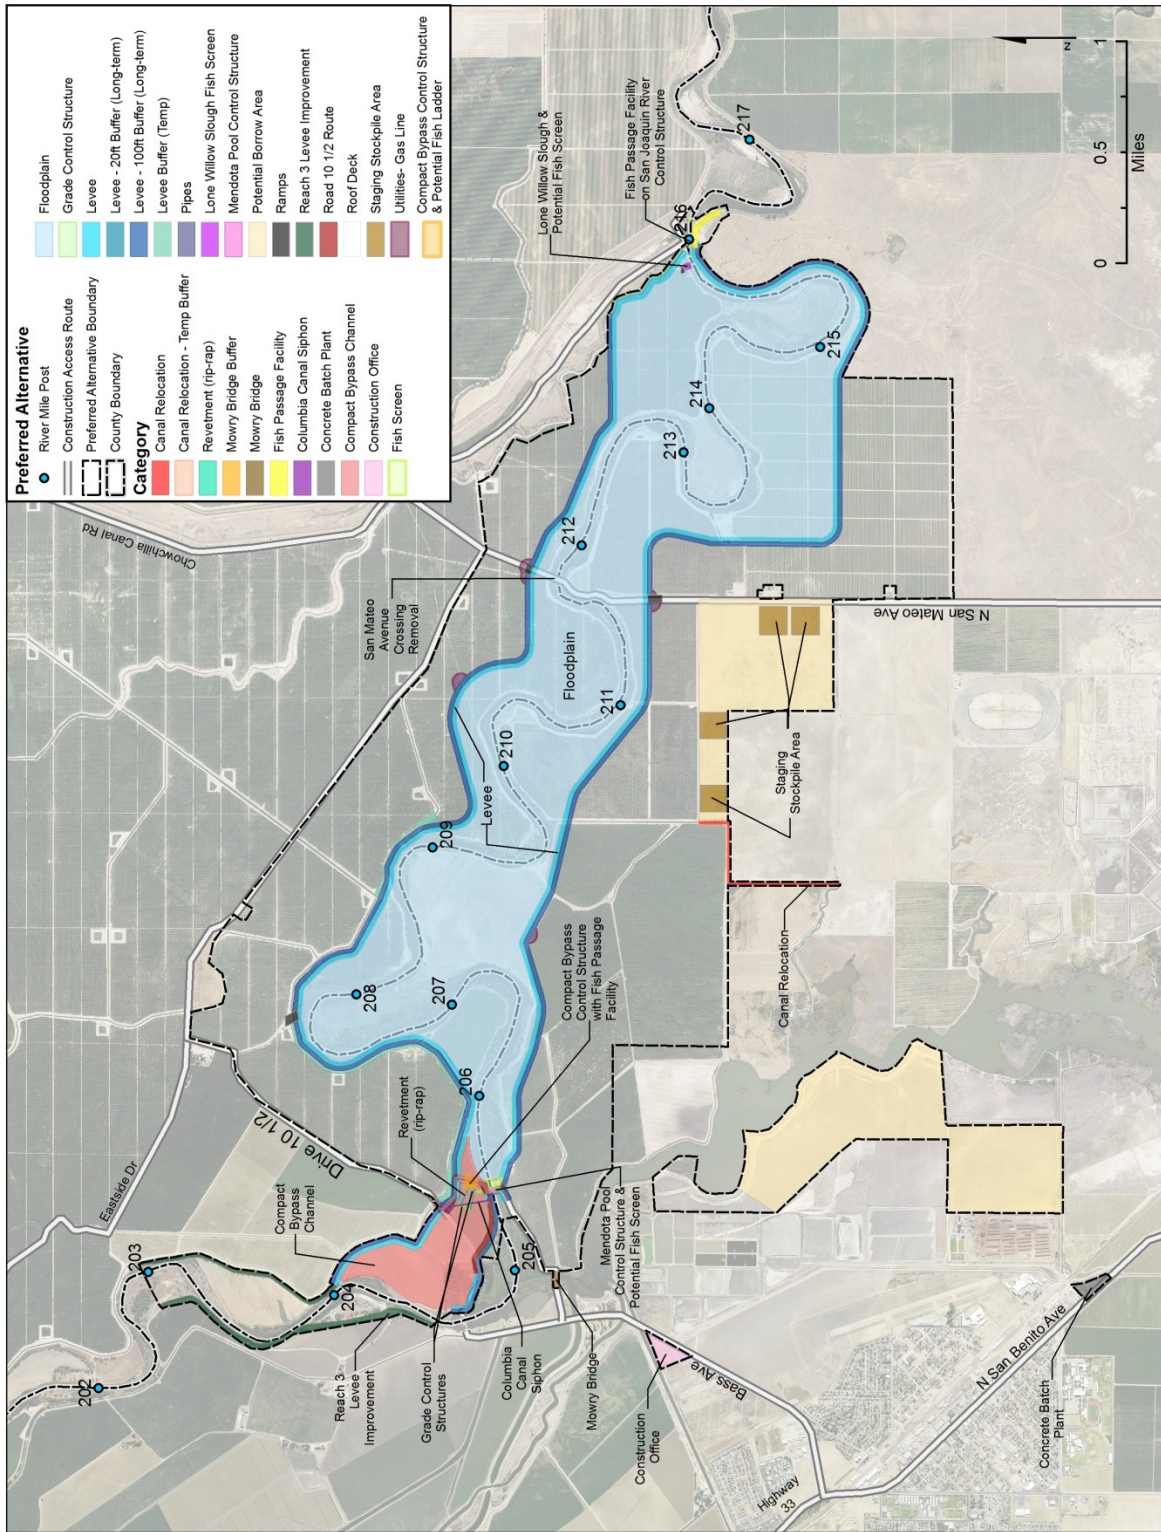 Preferred Alternative
River Mile Post
Construction Access Route
Preferred Alternative Boundary
County Boundary
Category
Canal Relocation
Canal Relocation - Temp Buffer
Revetment (rip-rap)
Mowry Bridge Buffer
Mowry Bridge
Fish Passage Facility
Columbia Canal Siphon
Concrete Batch Plant
Compact Bypass Channel
Construction Office
Fish Screen
Floodplain
Grade Control Structure
Levee
Levee - 20ft Buffer (Long-term)
Levee - 100ft Buffer (Long-term)
Levee Buffer (Temp)
Pipes
Lone Willow Slough Fish Screen
Mendota Pool Control Structure
Potential Borrow Area
Ramps
Reach 3 Levee Improvement
Road 10 1/2 Route
Roof Deck
Staging Stockpile Area
Utilities- Gas Line
Compact Bypass Control Structure
& Potential Fish Ladder
Eastside Dr
Drive 10 1/2
Chowchilla Canal Rd
202
203
204
205
206
207
208
209
210
211
212
213
214
215
216
217
Compact
Bypass
Channel
Revetment
(rip-rap)
San Mateo
Avenue
Crossing
Removal
Lone Willow Slough &
Potential Fish Screen
Fish Passage Facility
on San Joaquin River
Control Structure
Reach 3
Levee
Improvement
Grade Control
Structures
Columbia
Canal
Siphon
Mowry Bridge
Mendota Pool
Control Structure &
Potential Fish Screen
Compact Bypass
Control Structure
with Fish Passage
Facility
Levee
Floodplain
Canal Relocation
Staging
Stockpile Area
N San Mateo Ave
Construction
Office
Bass Ave
Highway
33
N San Benito Ave
Concrete Batch
Plant
N
0
0.5
1
Miles